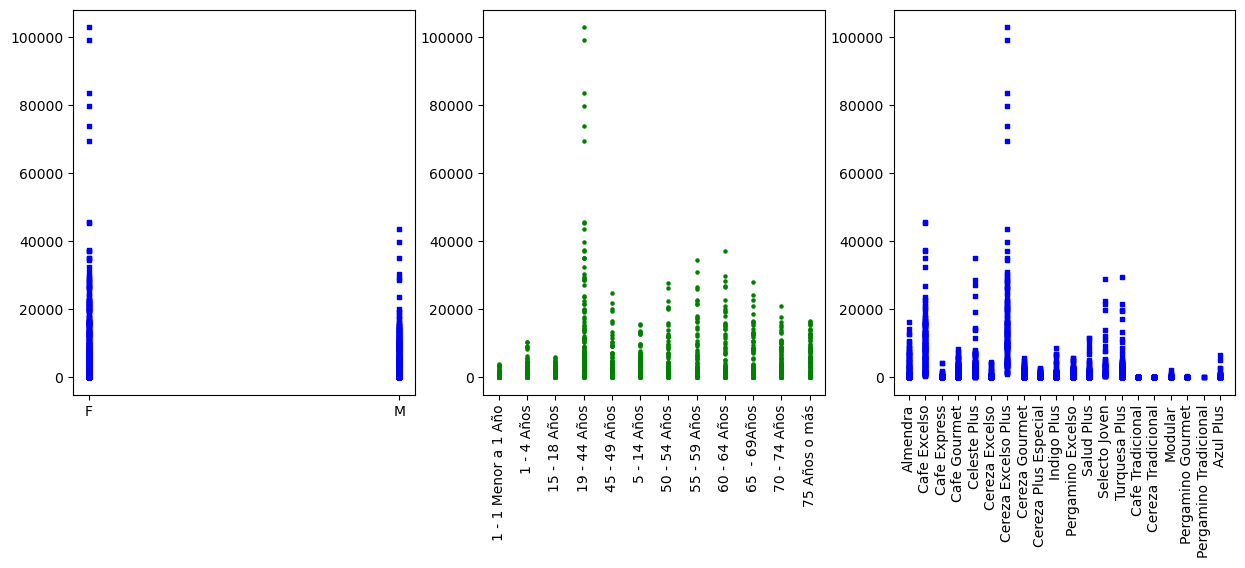 100000
80000
60000
40000
20000
0
F
M
100000
80000
60000
40000
20000
0
1 - 1 Menor a 1 Año
1 - 4 Años
15 - 18 Años
19 - 44 Años
45 - 49 Años
5 - 14 Años
50 - 54 Años
55 - 59 Años
60 - 64 Años
65  - 69Años
70 - 74 Años
75 Años o más
100000
80000
60000
40000
20000
0
Almendra
Cafe Excelso
Cafe Express
Cafe Gourmet
Celeste Plus
Cereza Excelso
Cereza Excelso Plus
Cereza Gourmet
Cereza Plus Especial
Indigo Plus
Pergamino Excelso
Salud Plus
Selecto Joven
Turquesa Plus
Cafe Tradicional
Cereza Tradicional
Modular
Pergamino Gourmet
Pergamino Tradicional
Azul Plus